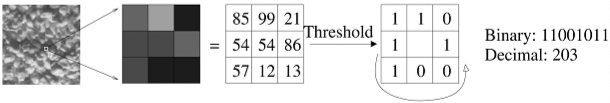 =
85 99 21
54 54 86
57 12 13
Threshold
1 1 0
1 1
1 0 0
Binary: 11001011
Decimal: 203